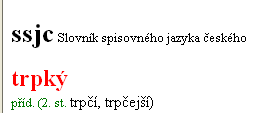 ssjc Slovník spisovného jazyka českého
trpký
příd. (2. st. trpčí, trpčejší)